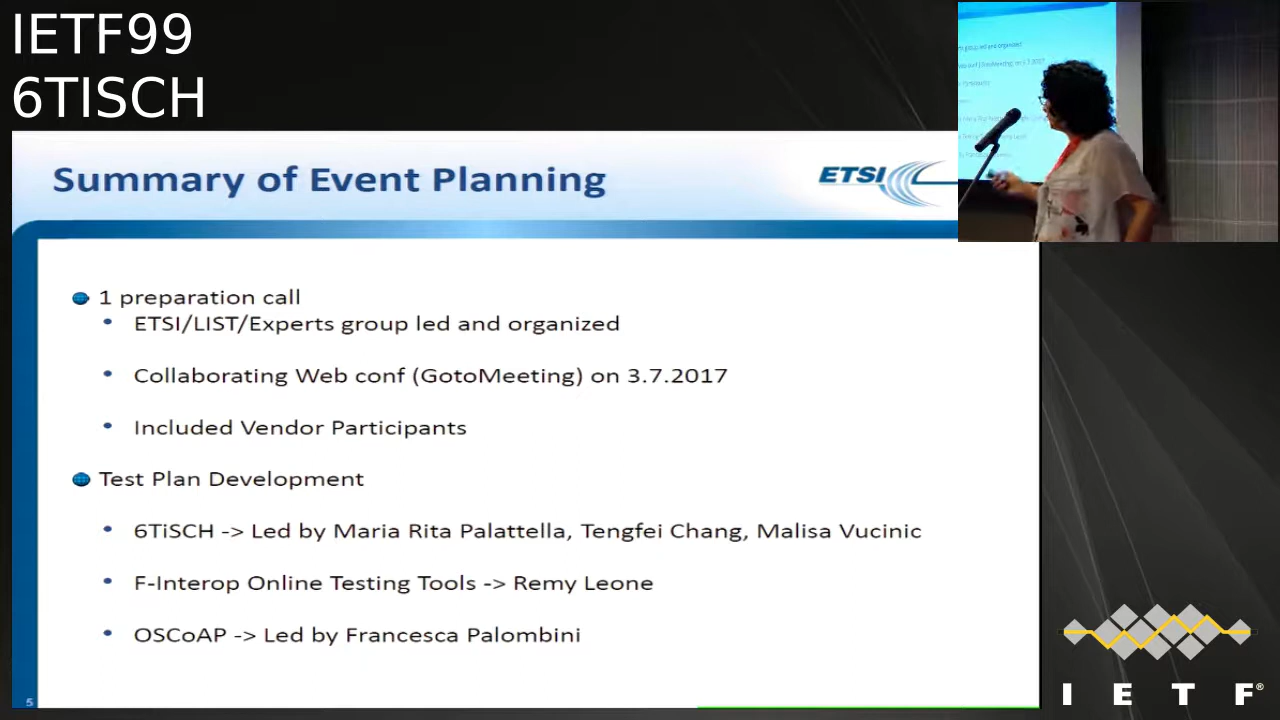 IETF99
6TISCH
Summary of Event Planning
ETSI
1 preparation call
ETSI/LIST/Experts group led and organized
Collaborating Web conf (GotoMeeting) on 3.7.2017
Included Vendor Participants
Test Plan Development
6TiSCH -> Led by Maria Rita Palattella, Tengfei Chang, Malisa Vucinic
F-Interop Online Testing Tools -> Remy Leone
OSCoAP -> Led by Francesca Palombini
5
I E T F®